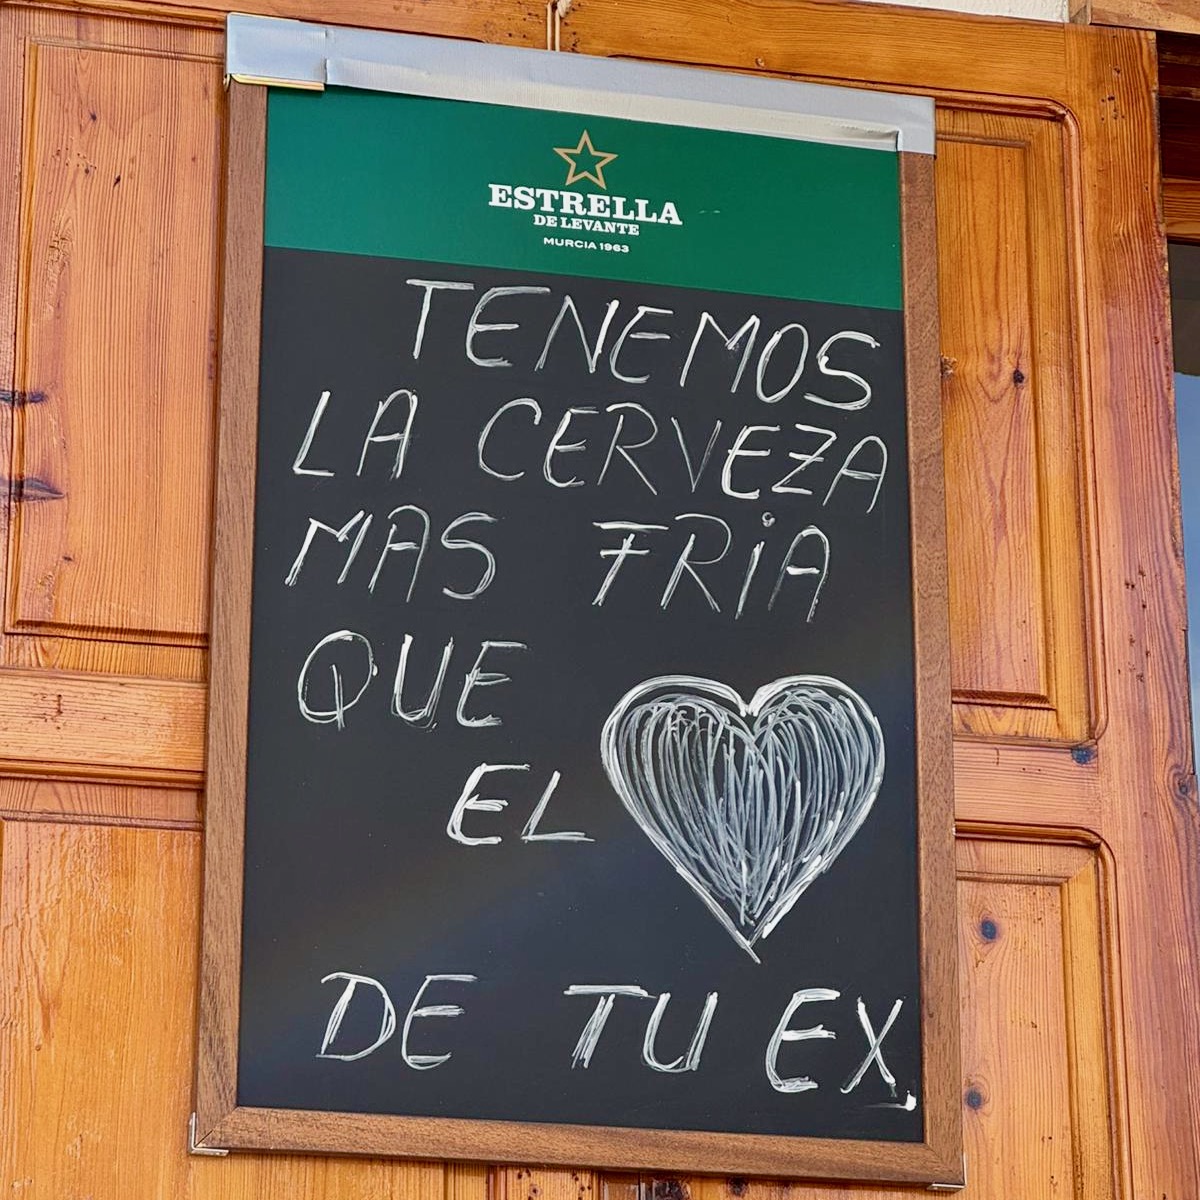 ESTRELLA
DE LEVANTE
MURCIA 1963
TENEMOS
LA CERVEZA
MAS FRiA
QUE
EL
DE TU EX.